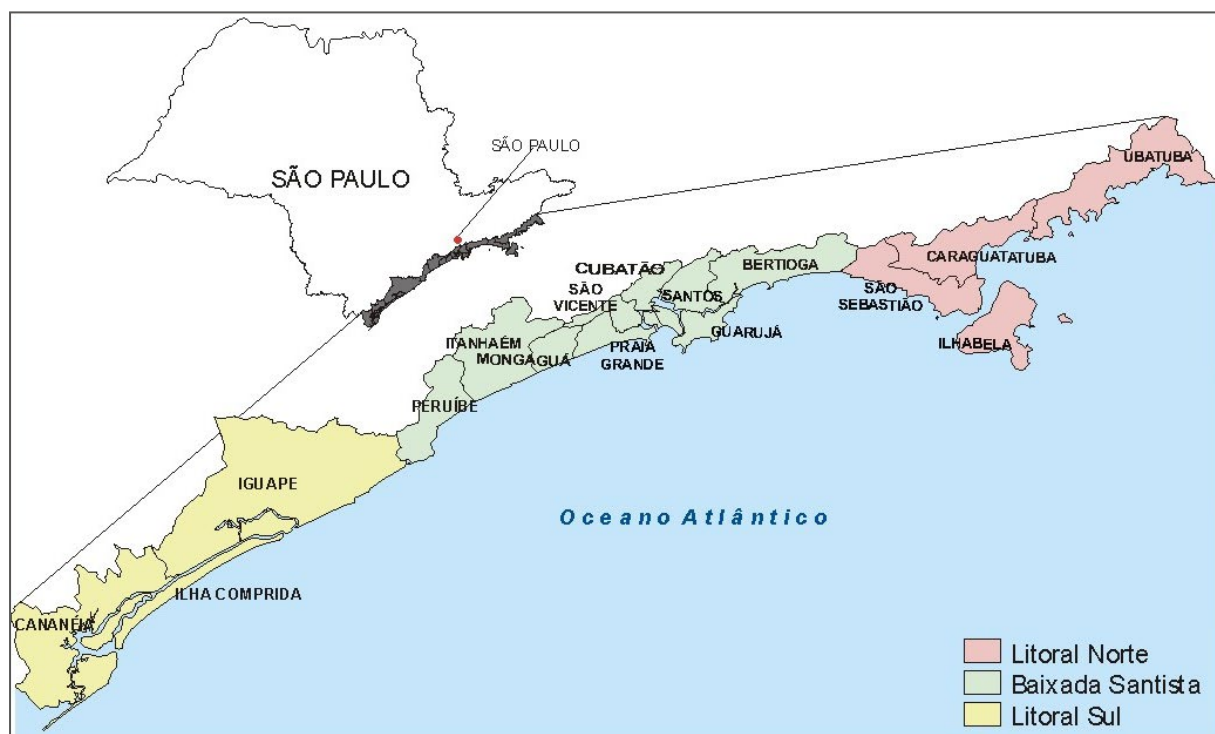 SÃO PAULO
SÃO PAULO
UBATUBA
CARAGUATATUBA
BERTIOGA
CUBATÃO
SÃO
VICENTE
SANTOS
SÃO
SEBASTIÃO
GUARUJÁ
ILHABELA
ITANHAÉM
MONGAGUÁ
PRAIA
GRANDE
PERUÍBE
IGUAPE
Oceano Atlântico
ILHA COMPRIDA
CANANÉIA
Litoral Norte
Baixada Santista
Litoral Sul